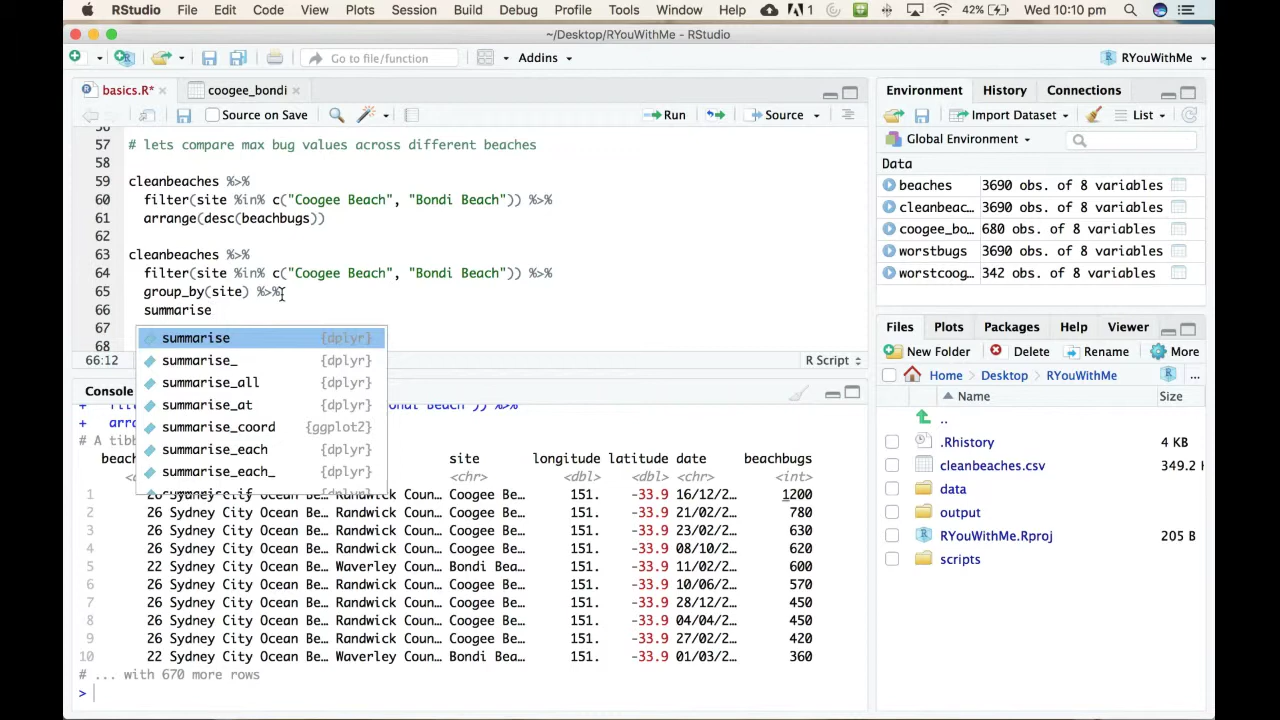 RStudio File Edit Code View Plots Session Build Debug Profile Tools Window Help 1 42% Wed 10:10 pm
~/Desktop/RYouWithMe - RStudio
Go to file/function Addins RYouWithMe
basics.R* coogee_bondi
Source on Save Run Source
57 # lets compare max bug values across different beaches
58
59 cleanbeaches %>%
60 filter(site %in% c("Coogee Beach", "Bondi Beach")) %>%
61 arrange(desc(beachbugs))
62
63 cleanbeaches %>%
64 filter(site %in% c("Coogee Beach", "Bondi Beach")) %>%
65 group_by(site) %>%
66 summarise
67
68
summarise {dplyr}
summarise_ {dplyr}
summarise_all {dplyr}
summarise_at {dplyr}
summarise_coord {ggplot2}
summarise_each {dplyr}
summarise_each_ {dplyr}
summarise_if {dplyr}
66:12 R Script
Console
+ arra
# A tibb
beach site longitude latitude date beachbugs
<chr> <dbl> <dbl> <chr> <int>
1 26 Sydney City Ocean Be… Randwick Coun… Coogee Be… 151. -33.9 16/12/2… 1200
2 26 Sydney City Ocean Be… Randwick Coun… Coogee Be… 151. -33.9 21/02/2… 780
3 26 Sydney City Ocean Be… Randwick Coun… Coogee Be… 151. -33.9 23/02/2… 630
4 26 Sydney City Ocean Be… Randwick Coun… Coogee Be… 151. -33.9 08/10/2… 620
5 22 Sydney City Ocean Be… Waverley Coun… Bondi Bea… 151. -33.9 11/02/2… 600
6 26 Sydney City Ocean Be… Randwick Coun… Coogee Be… 151. -33.9 10/06/2… 570
7 26 Sydney City Ocean Be… Randwick Coun… Coogee Be… 151. -33.9 28/12/2… 450
8 26 Sydney City Ocean Be… Randwick Coun… Coogee Be… 151. -33.9 04/04/2… 450
9 26 Sydney City Ocean Be… Randwick Coun… Coogee Be… 151. -33.9 27/02/2… 420
10 22 Sydney City Ocean Be… Waverley Coun… Bondi Bea… 151. -33.9 01/03/2… 360
# ... with 670 more rows
>
Environment History Connections
Import Dataset List
Global Environment
Data
beaches 3690 obs. of 8 variables
cleanbeac… 3690 obs. of 8 variables
coogee_bo… 680 obs. of 8 variables
worstbugs 3690 obs. of 8 variables
worstcoog… 342 obs. of 8 variables
Files Plots Packages Help Viewer
New Folder Delete Rename More
Home Desktop RYouWithMe ...
Name Size
..
.Rhistory 4 KB
cleanbeaches.csv 349.2 K
data
output
RYouWithMe.Rproj 205 B
scripts